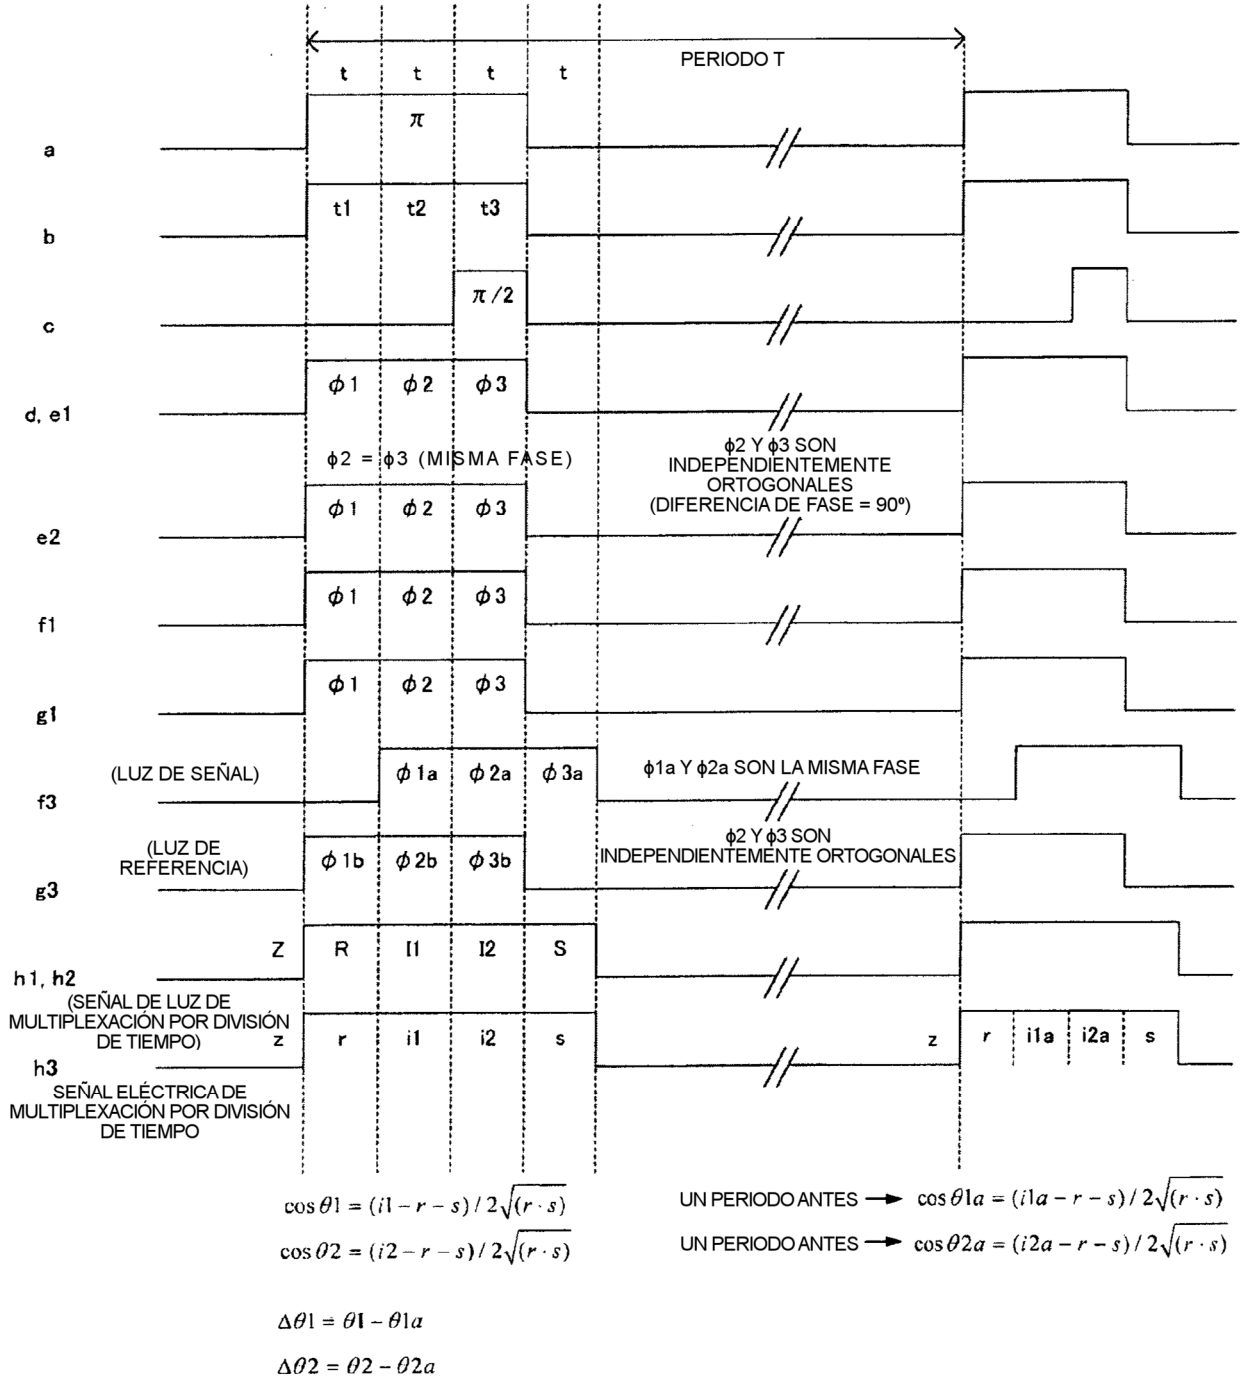 PERIODO T
t t t t
π
a
t1 t2 t3
b
π/2
c
ϕ1 ϕ2 ϕ3
d, e1
ϕ2 = ϕ3 (MISMA FASE)
ϕ2 Y ϕ3 SON
INDEPENDIENTEMENTE
ORTOGONALES
(DIFERENCIA DE FASE = 90º)
ϕ1 ϕ2 ϕ3
e2
ϕ1 ϕ2 ϕ3
f1
ϕ1 ϕ2 ϕ3
g1
(LUZ DE SEÑAL)
ϕ1a ϕ2a ϕ3a
ϕ1a Y ϕ2a SON LA MISMA FASE
f3
(LUZ DE
REFERENCIA)
ϕ1b ϕ2b ϕ3b
ϕ2 Y ϕ3 SON
INDEPENDIENTEMENTE ORTOGONALES
g3
Z R I1 I2 S
h1, h2
(SEÑAL DE LUZ DE
MULTIPLEXACIÓN POR DIVISIÓN
DE TIEMPO)
z r i1 i2 s z r i1a i2a s
h3
SEÑAL ELÉCTRICA DE
MULTIPLEXACIÓN POR DIVISIÓN
DE TIEMPO
cos θ1 = (i1 − r − s) / 2√(r · s)
UN PERIODO ANTES → cos θ1a = (i1a − r − s) / 2√(r · s)
cos θ2 = (i2 − r − s) / 2√(r · s)
UN PERIODO ANTES → cos θ2a = (i2a − r − s) / 2√(r · s)
Δθ1 = θ1 − θ1a
Δθ2 = θ2 − θ2a